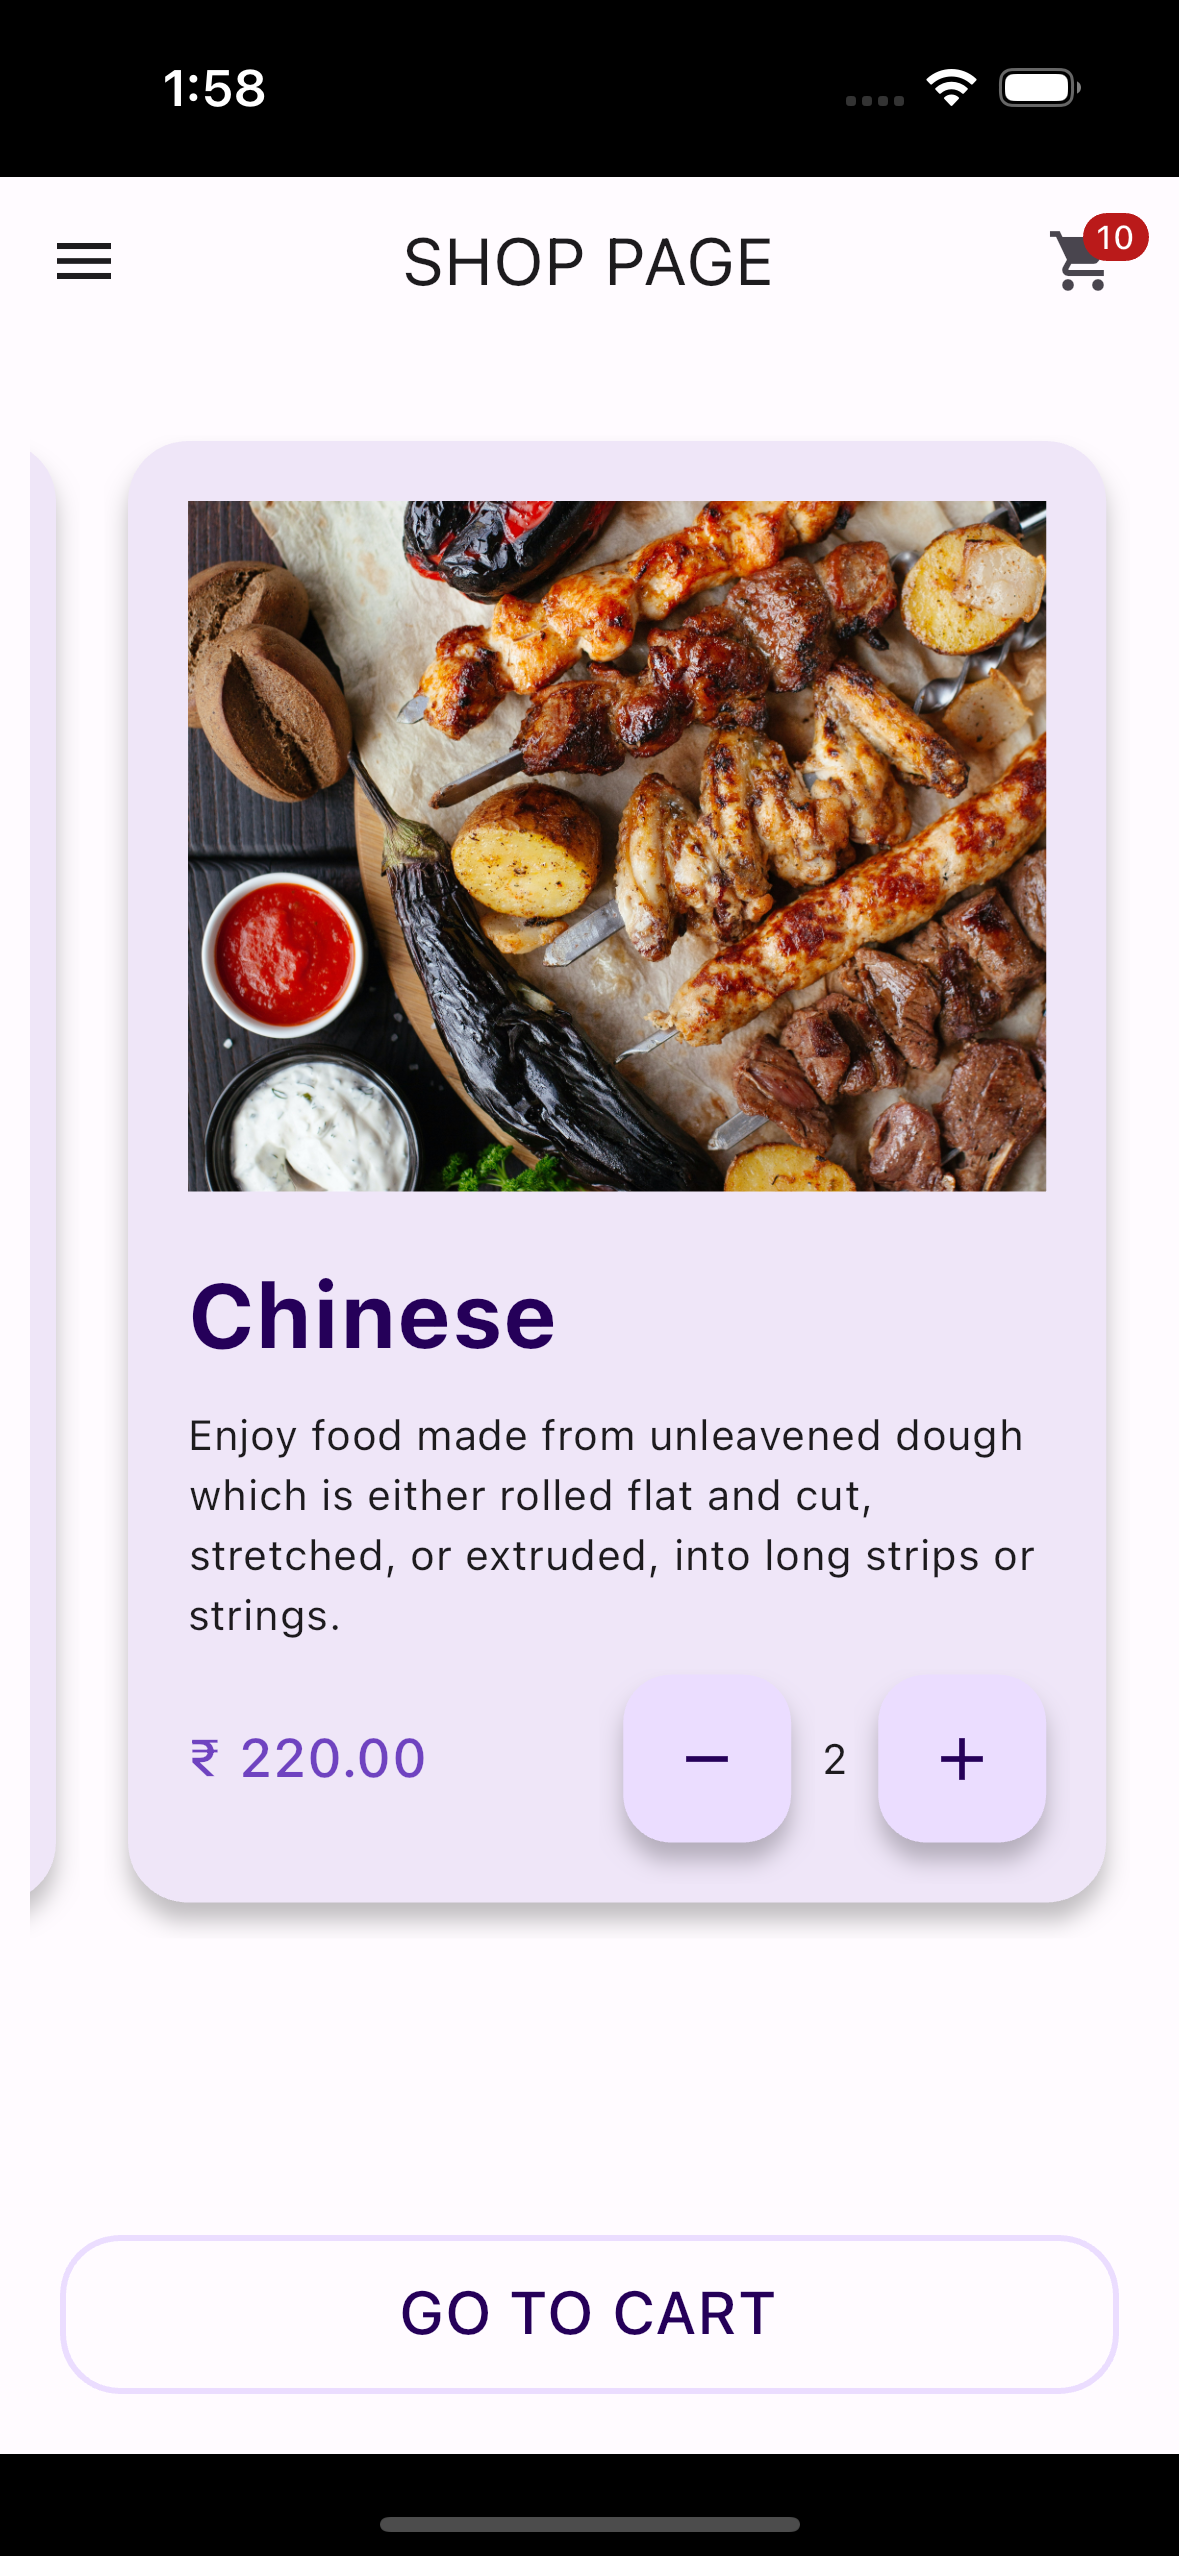 1:58
SHOP PAGE
10
Chinese
Enjoy food made from unleavened dough
which is either rolled flat and cut,
stretched, or extruded, into long strips or
strings.
₹ 220.00
2
GO TO CART